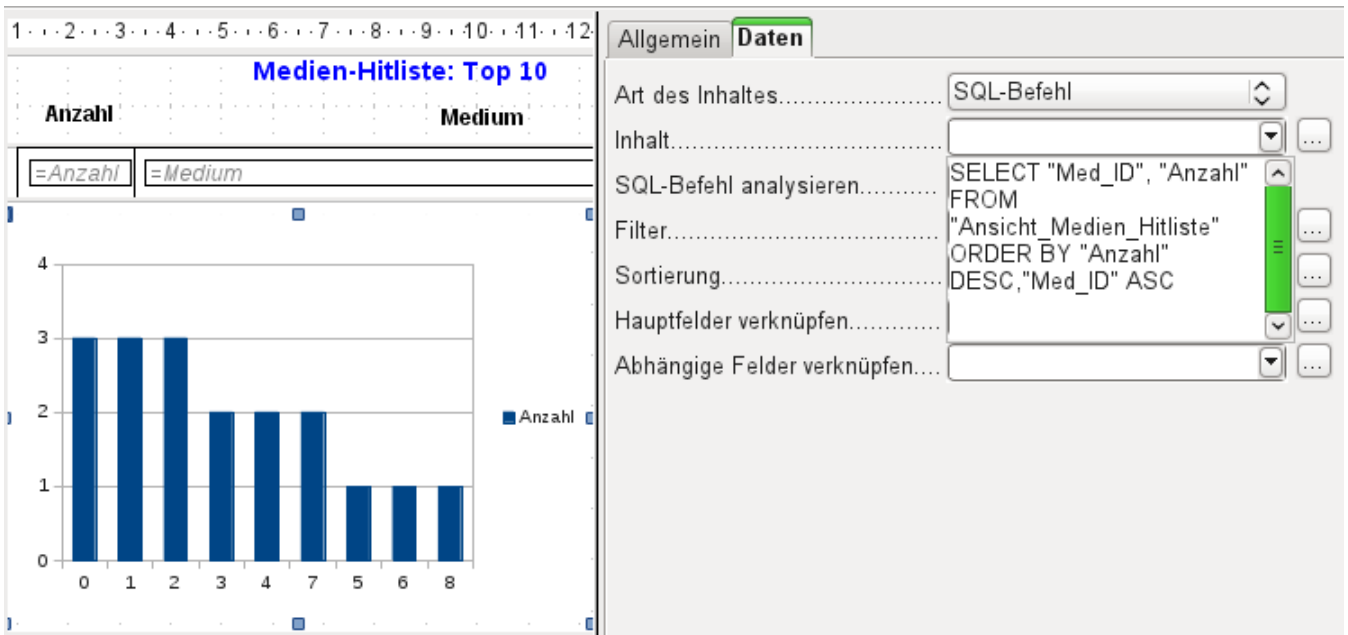 1 · · · 2 · · · 3 · · · 4 · · · 5 · · · 6 · · · 7 · · · 8 · · · 9 · · · 10 · · · 11 · · · 12
Medien-Hitliste: Top 10
Anzahl Medium
=Anzahl =Medium
4
3
2
1
0
0 1 2 3 4 7 5 6 8
Anzahl
Allgemein Daten
Art des Inhaltes....................... SQL-Befehl
Inhalt.................................... ...
SQL-Befehl analysieren...........
SELECT "Med_ID", "Anzahl"
FROM
"Ansicht_Medien_Hitliste"
ORDER BY "Anzahl"
DESC,"Med_ID" ASC
Filter.................................... ...
Sortierung............................. ...
Hauptfelder verknüpfen............. ...
Abhängige Felder verknüpfen.... ...